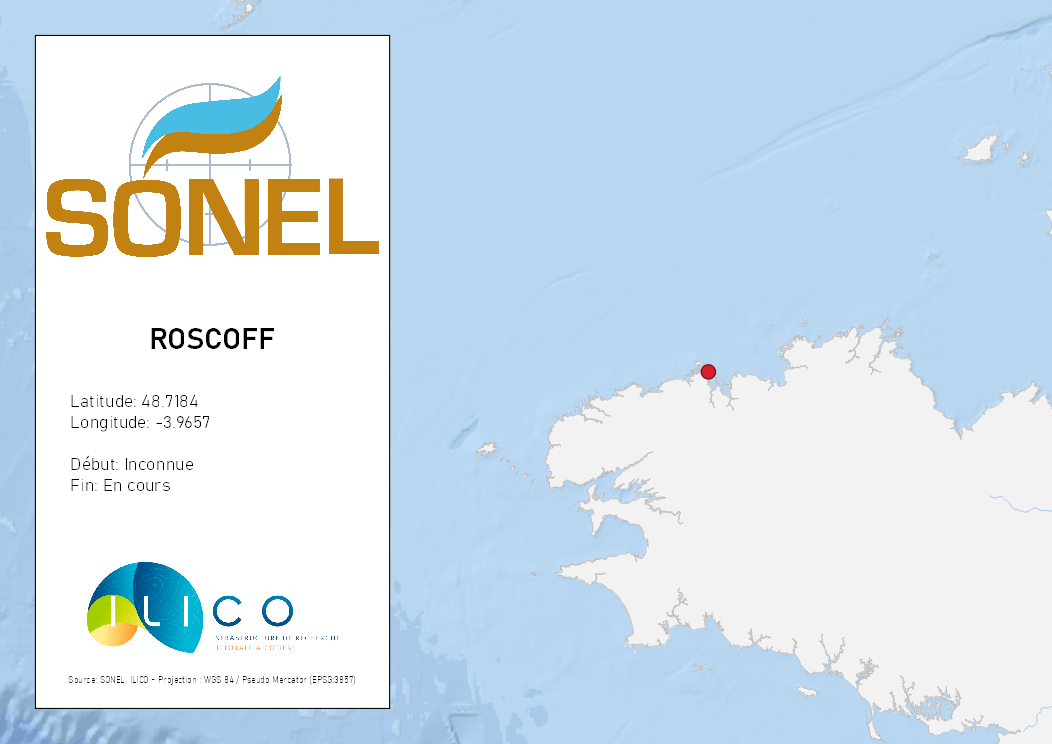 SONEL
ROSCOFF
Latitude: 48.7184
Longitude: -3.9657
Début: Inconnue
Fin: En cours
ILICO
INFRASTRUCTURE DE RECHERCHE
LITTORALE & CÔTIÈRE
Source: SONEL, ILICO - Projection : WGS 84 / Pseudo Mercator (EPSG:3857)